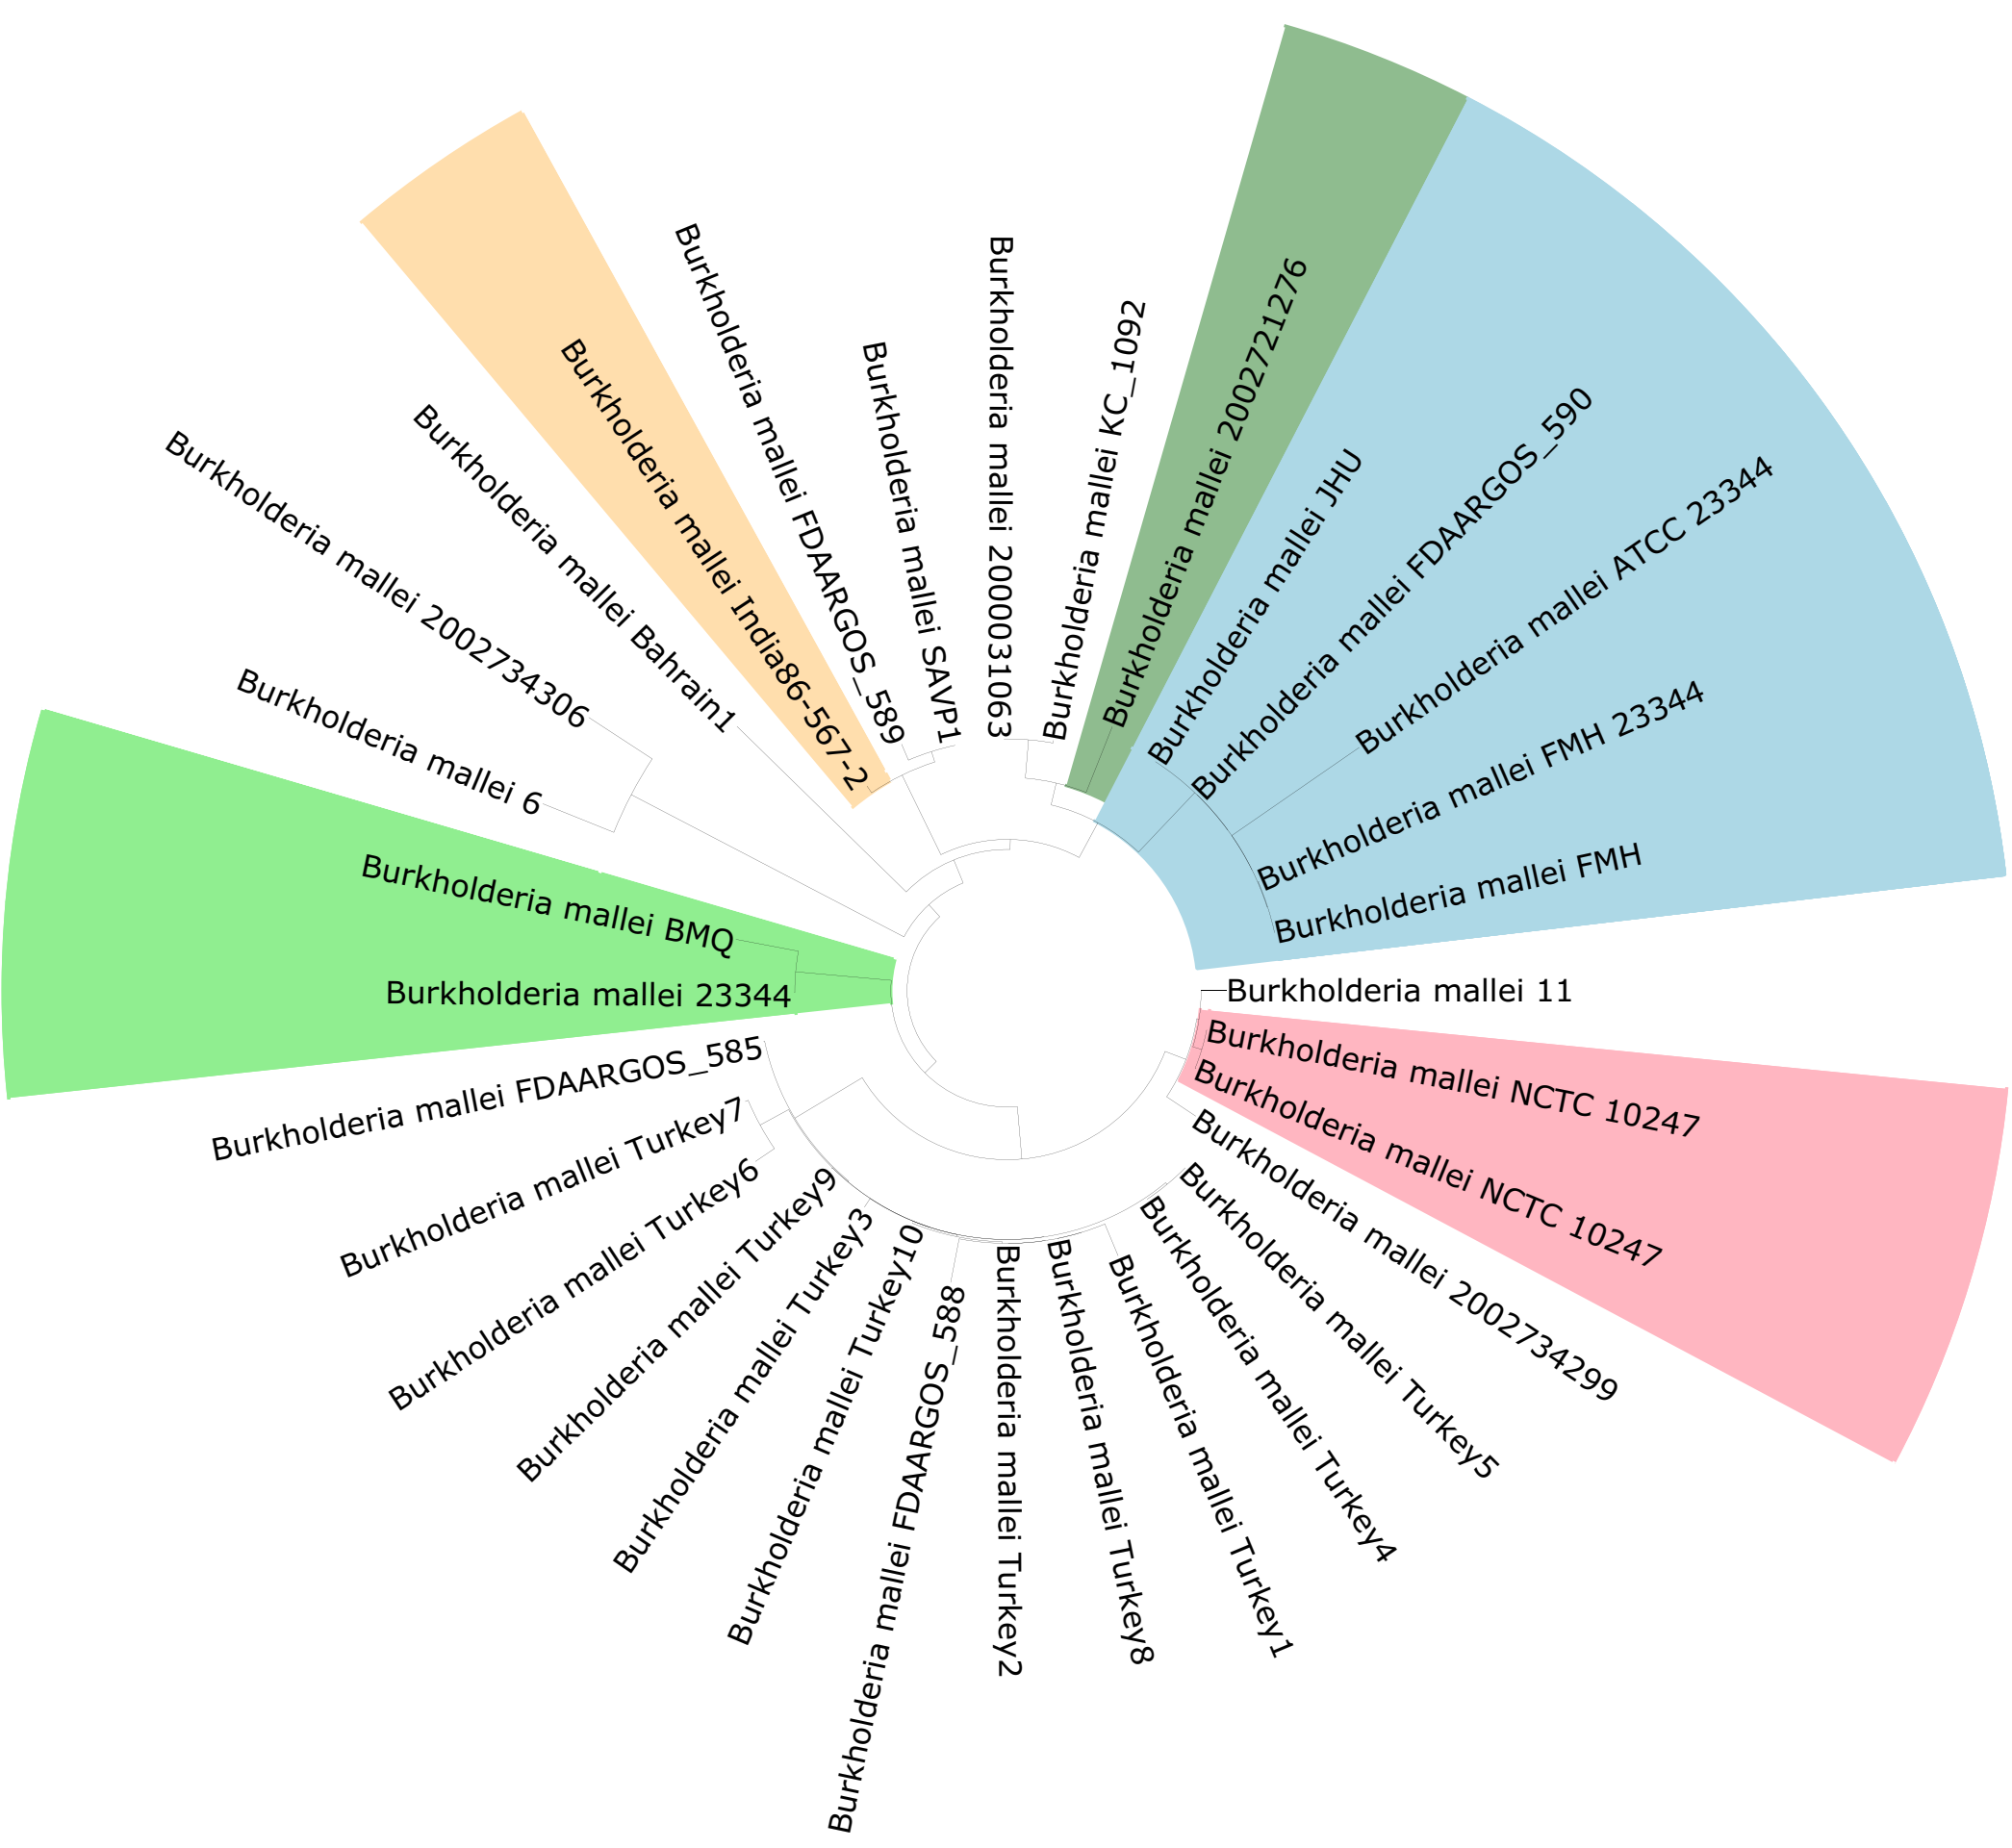 Burkholderia mallei 2000031063
Burkholderia mallei KC_1092
Burkholderia mallei 2002721276
Burkholderia mallei JHU
Burkholderia mallei FDAARGOS_590
Burkholderia mallei ATCC 23344
Burkholderia mallei FMH 23344
Burkholderia mallei FMH
Burkholderia mallei 11
Burkholderia mallei NCTC 10247
Burkholderia mallei NCTC 10247
Burkholderia mallei 2002734299
Burkholderia mallei Turkey5
Burkholderia mallei Turkey4
Burkholderia mallei Turkey1
Burkholderia mallei Turkey8
Burkholderia mallei Turkey2
Burkholderia mallei FDAARGOS_588
Burkholderia mallei Turkey10
Burkholderia mallei Turkey3
Burkholderia mallei Turkey9
Burkholderia mallei Turkey6
Burkholderia mallei Turkey7
Burkholderia mallei FDAARGOS_585
Burkholderia mallei 23344
Burkholderia mallei BMQ
Burkholderia mallei 6
Burkholderia mallei 2002734306
Burkholderia mallei Bahrain1
Burkholderia mallei India86-567-2
Burkholderia mallei FDAARGOS_589
Burkholderia mallei SAVP1